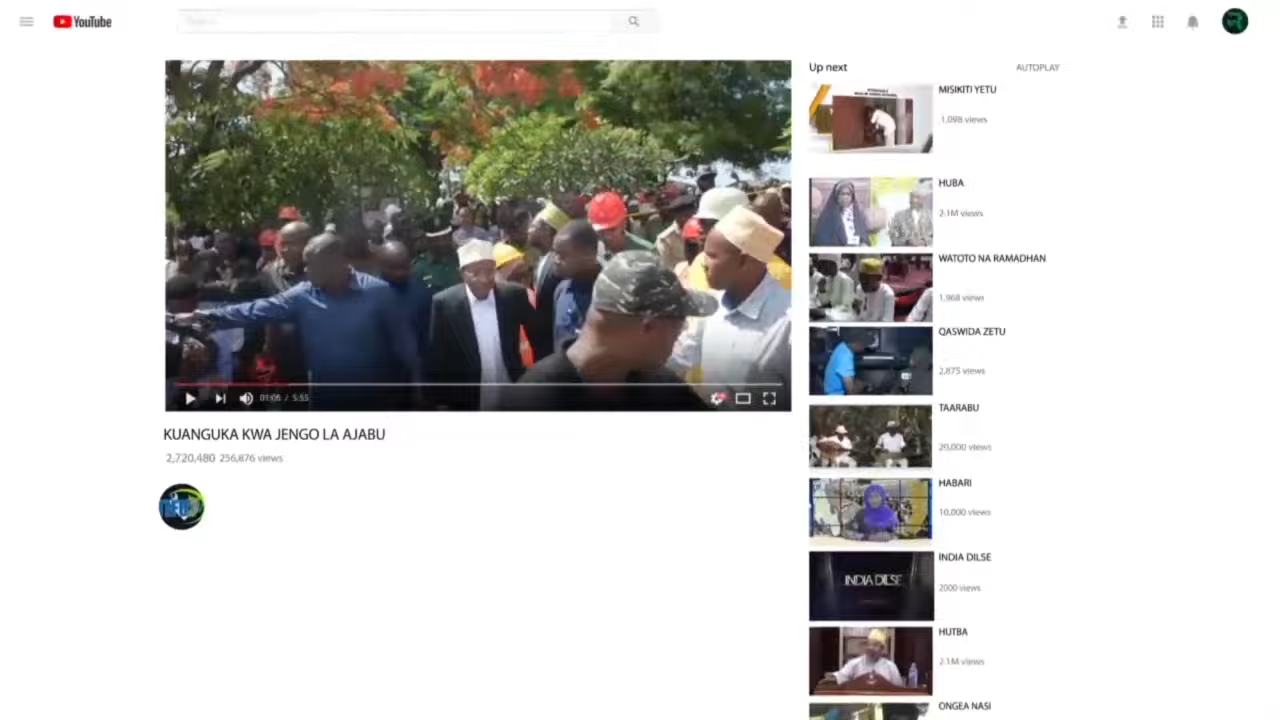 YouTube
KUANGUKA KWA JENGO LA AJABU
2,720,480 256,876 views
01:06 / 5:55
NEWS
Up next
AUTOPLAY
MISIKITI YETU
1,098 views
HUBA
2.1M views
WATOTO NA RAMADHAN
1,968 views
QASWIDA ZETU
2,875 views
TAARABU
20,000 views
HABARI
10,000 views
INDIA DILSE
INDIA DILSE
2000 views
HUTBA
2.1M views
ONGEA NASI